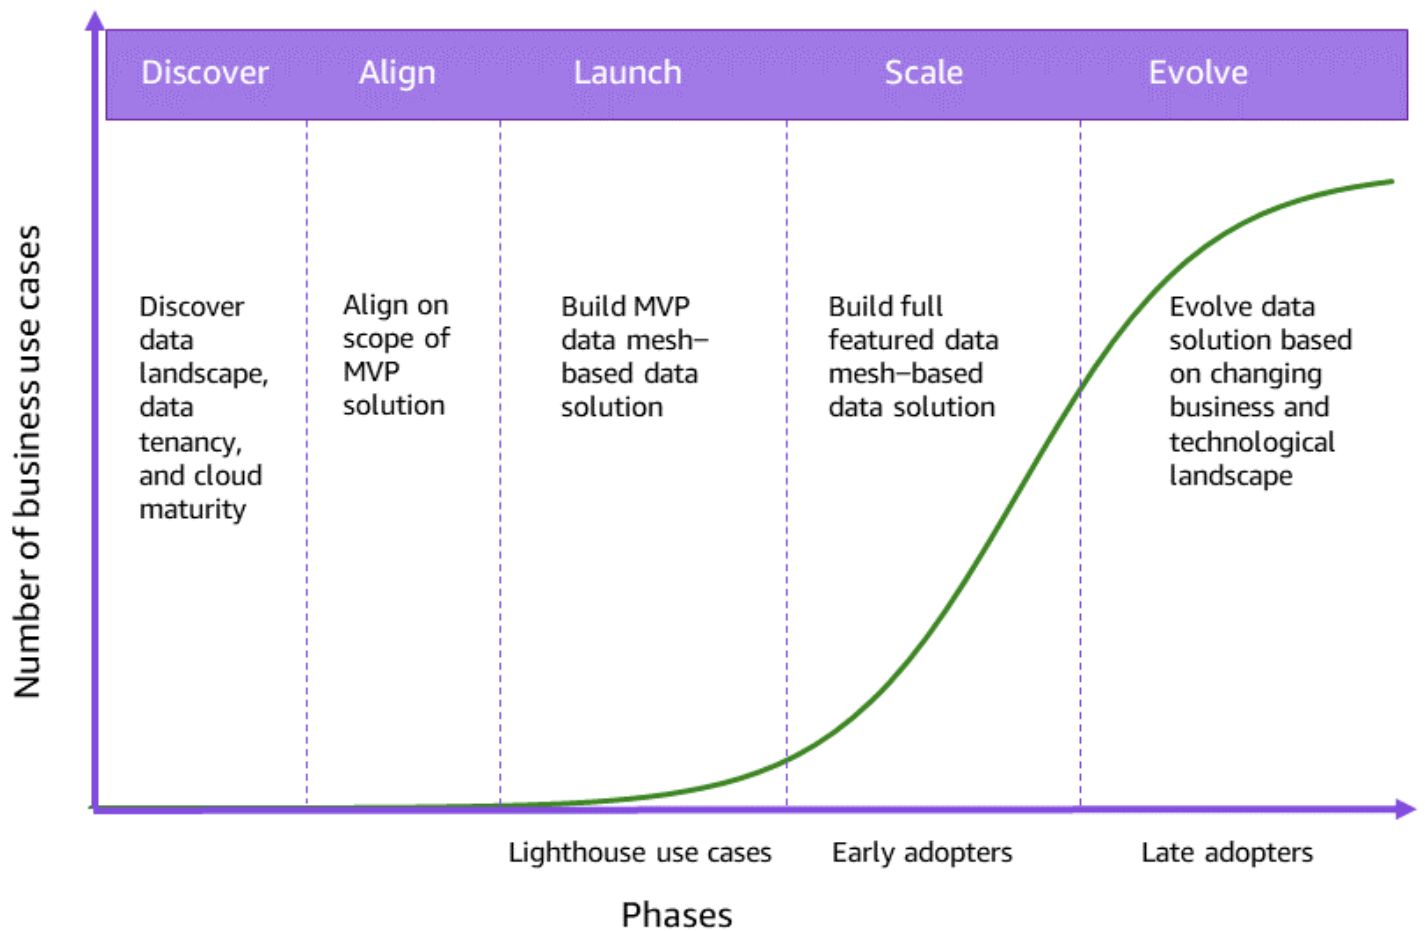 Discover
Align
Launch
Scale
Evolve
Number of business use cases
Discover
data
landscape,
data
tenancy,
and cloud
maturity
Align on
scope of
MVP
solution
Build MVP
data mesh–
based data
solution
Build full
featured data
mesh–based
data solution
Evolve data
solution based
on changing
business and
technological
landscape
Lighthouse use cases
Early adopters
Late adopters
Phases